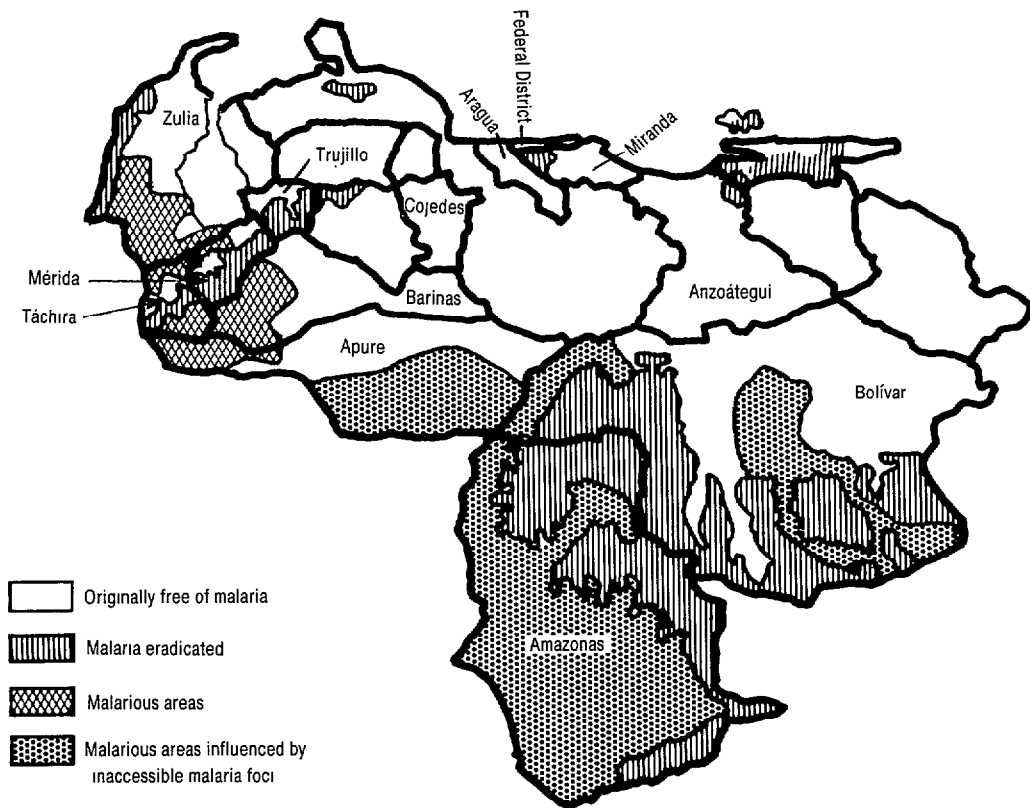 Federal District
Aragua
Miranda
Zulia
Trujillo
Cojedes
Mérida
Táchira
Barinas
Anzoátegui
Apure
Bolívar
Amazonas
Originally free of malaria
Malaria eradicated
Malarious areas
Malarious areas influenced by
inaccessible malaria foci